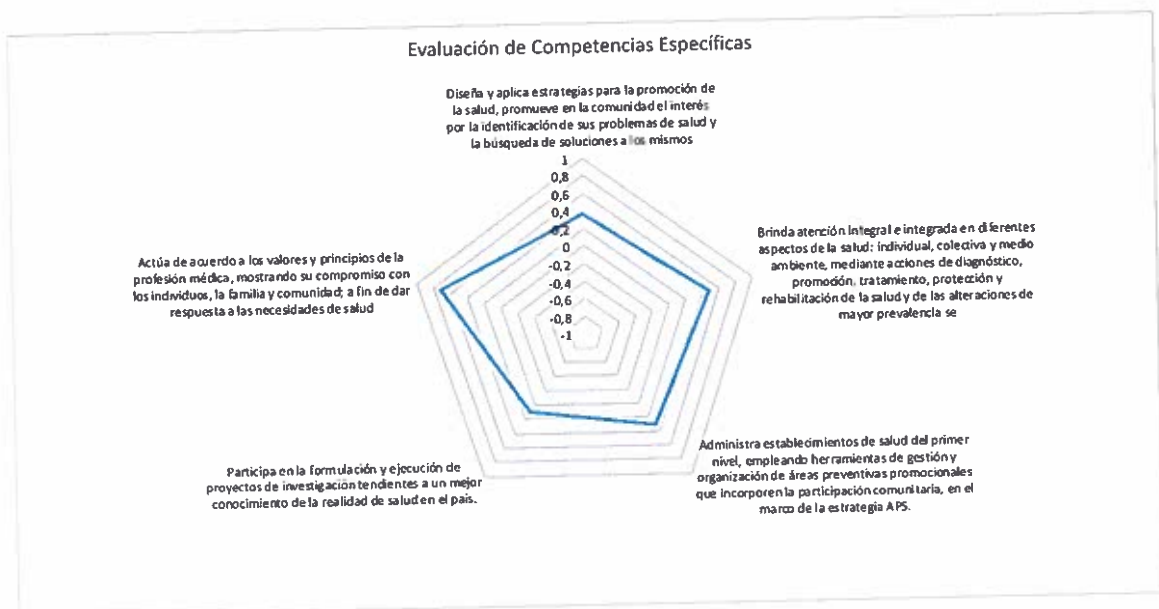 Evaluación de Competencias Específicas
Diseña y aplica estrategias para la promoción de
la salud, promueve en la comunidad el interés
por la identificación de sus problemas de salud y
la búsqueda de soluciones a los mismos
1
0,8
0,6
0,4
0,2
0
-0,2
-0,4
-0,6
-0,8
-1
Brinda atención integral e integrada en diferentes
aspectos de la salud: individual, colectiva y medio
ambiente, mediante acciones de diagnóstico,
promoción, tratamiento, protección y
rehabilitación de la salud y de las alteraciones de
mayor prevalencia se
Administra establecimientos de salud del primer
nivel, empleando herramientas de gestión y
organización de áreas preventivas promocionales
que incorporen la participación comunitaria, en el
marco de la estrategia APS.
Participa en la formulación y ejecución de
proyectos de investigación tendientes a un mejor
conocimiento de la realidad de salud en el país.
Actúa de acuerdo a los valores y principios de la
profesión médica, mostrando su compromiso con
los individuos, la familia y comunidad; a fin de dar
respuesta a las necesidades de salud